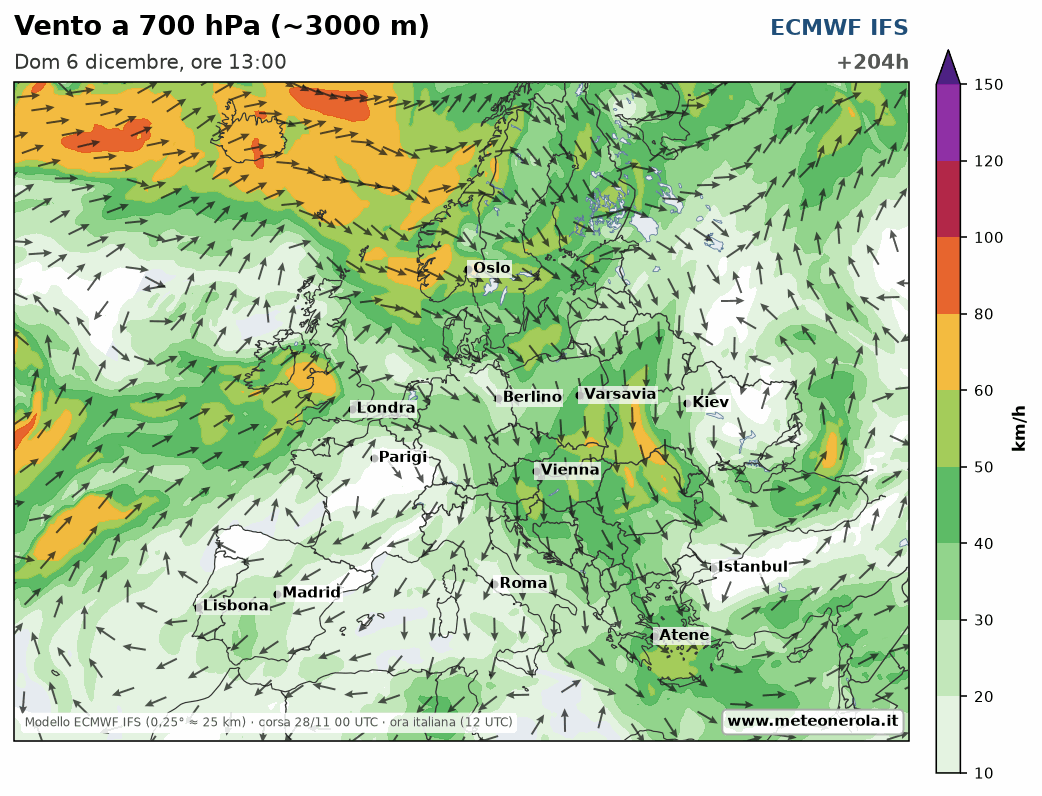 Vento a 700 hPa (~3000 m)
ECMWF IFS
Dom 6 dicembre, ore 13:00
+204h
150
120
100
80
60
50
40
30
20
10
km/h
Oslo
Berlino
Varsavia
Kiev
Londra
Parigi
Vienna
Istanbul
Roma
Madrid
Lisbona
Atene
Modello ECMWF IFS (0,25° ≈ 25 km) · corsa 28/11 00 UTC · ora italiana (12 UTC)
www.meteonerola.it